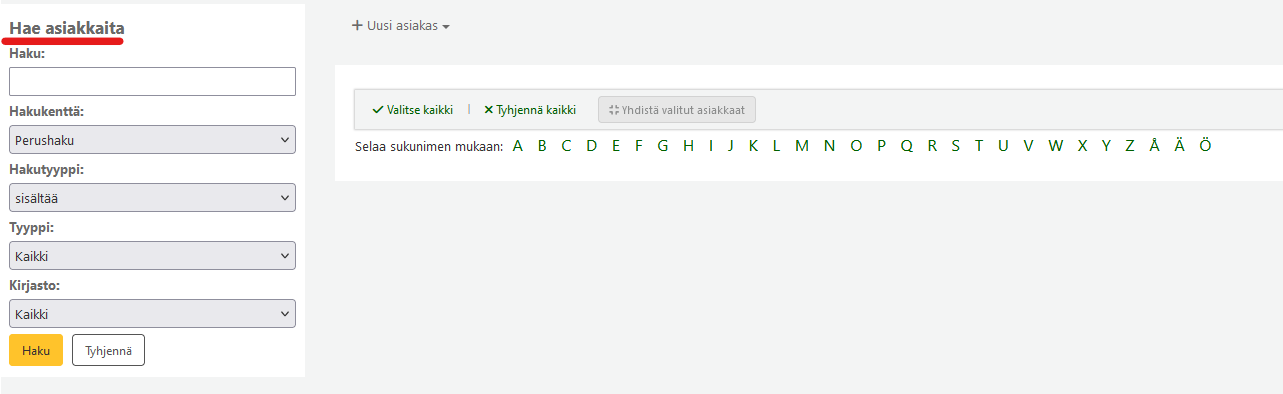 Hae asiakkaita
Haku:
Hakukenttä:
Perushaku
Hakutyyppi:
sisältää
Tyyppi:
Kaikki
Kirjasto:
Kaikki
Haku Tyhjennä
+ Uusi asiakas
Valitse kaikki | Tyhjennä kaikki Yhdistä valitut asiakkaat
Selaa sukunimen mukaan: A B C D E F G H I J K L M N O P Q R S T U V W X Y Z Å Ä Ö